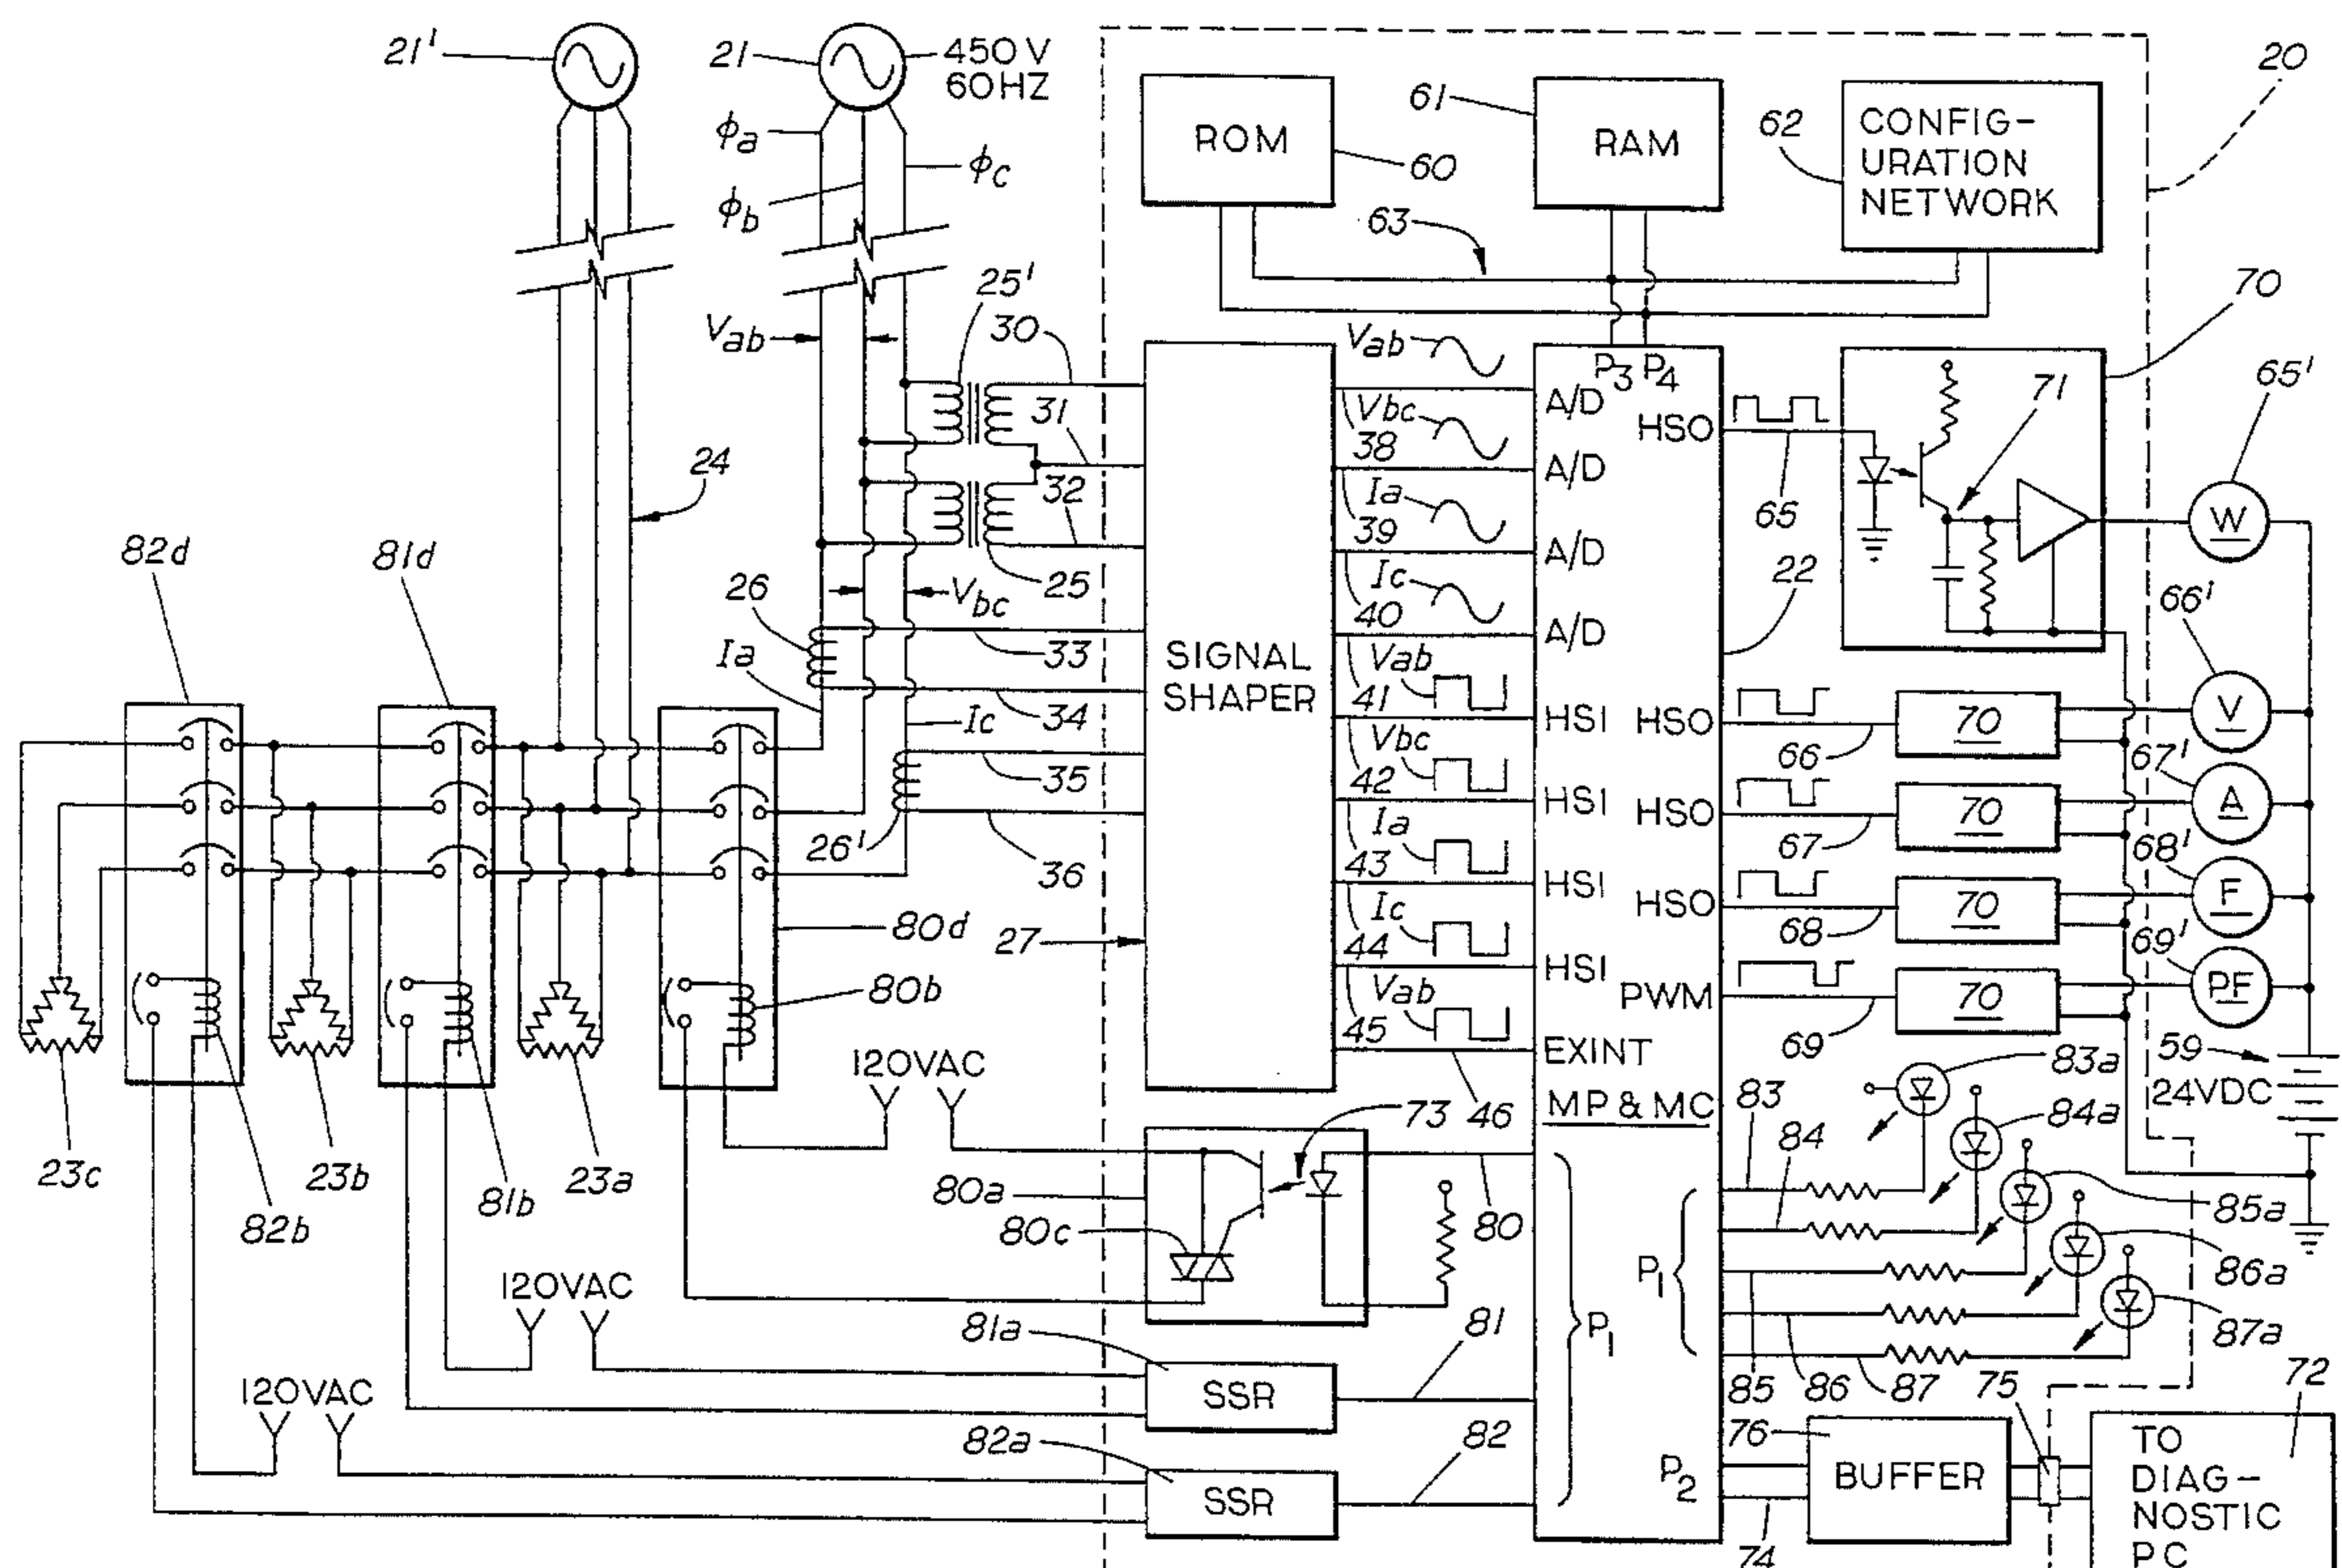 21'
21
450 V
60HZ
20
ϕa
ϕc
ϕb
ROM
60
61
RAM
62
CONFIG-
URATION
NETWORK
63
25'
30
Vab
31
32
25
Vbc
26
Ia
33
34
Ic
35
36
26'
24
82d
81d
80d
80b
27
SIGNAL
SHAPER
Vab
38
Vbc
39
Ia
40
Ic
41
Vab
42
Vbc
43
Ia
44
Ic
45
Vab
46
P3 P4
A/D
A/D
A/D
A/D
HSI
HSI
HSI
HSI
EXINT
MP & MC
HSO
HSO
HSO
HSO
PWM
22
65
66
67
68
69
70
71
70
70
70
70
65'
W
66'
V
67'
A
68'
F
69'
PF
59
24VDC
23c
82b
23b
81b
23a
120VAC
120VAC
120VAC
73
80a
80c
80
81a
SSR
81
82a
SSR
82
P1
P1
P2
83
83a
84
84a
85a
86a
87a
85
86
87
75
72
76
BUFFER
74
TO
DIAG-
NOSTIC
PC